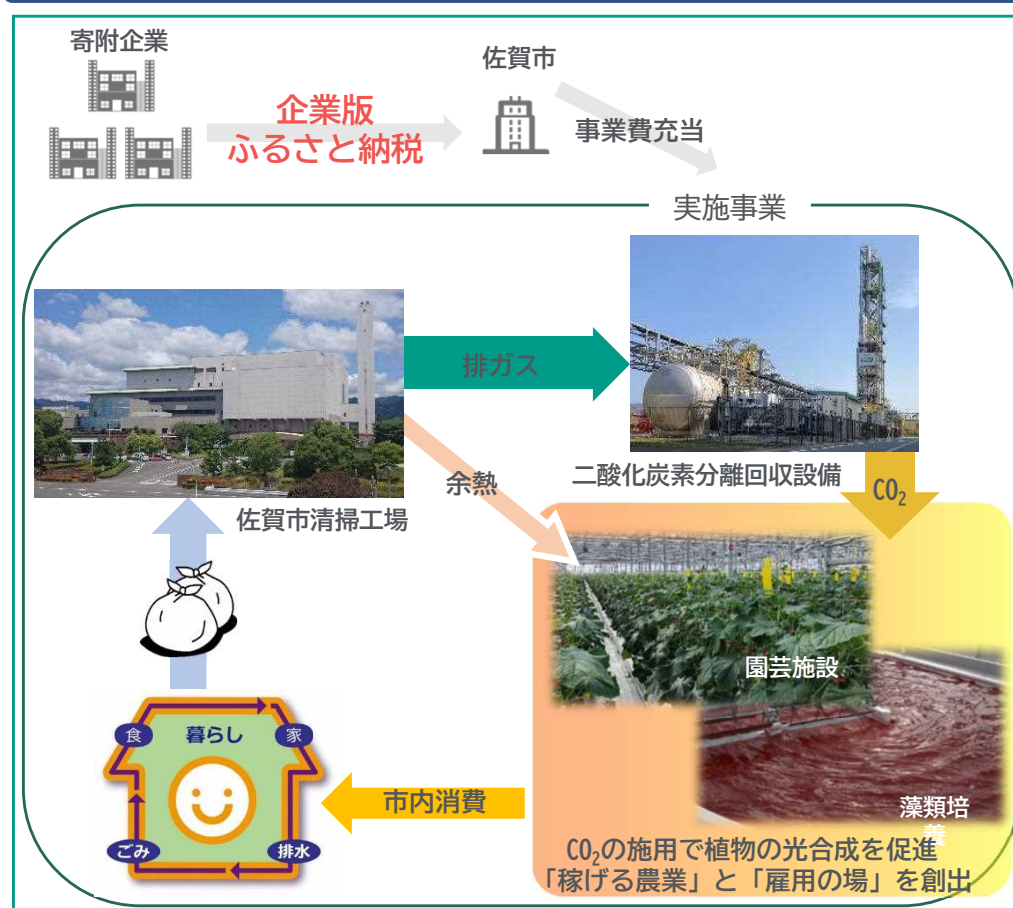 寄附企業
佐賀市
企業版
ふるさと納税
事業費充当
実施事業
排ガス
余熱
二酸化炭素分離回収設備
CO₂
佐賀市清掃工場
園芸施設
食
暮らし
家
市内消費
藻類培
養
ごみ
排水
CO₂の施用で植物の光合成を促進
「稼げる農業」と「雇用の場」を創出